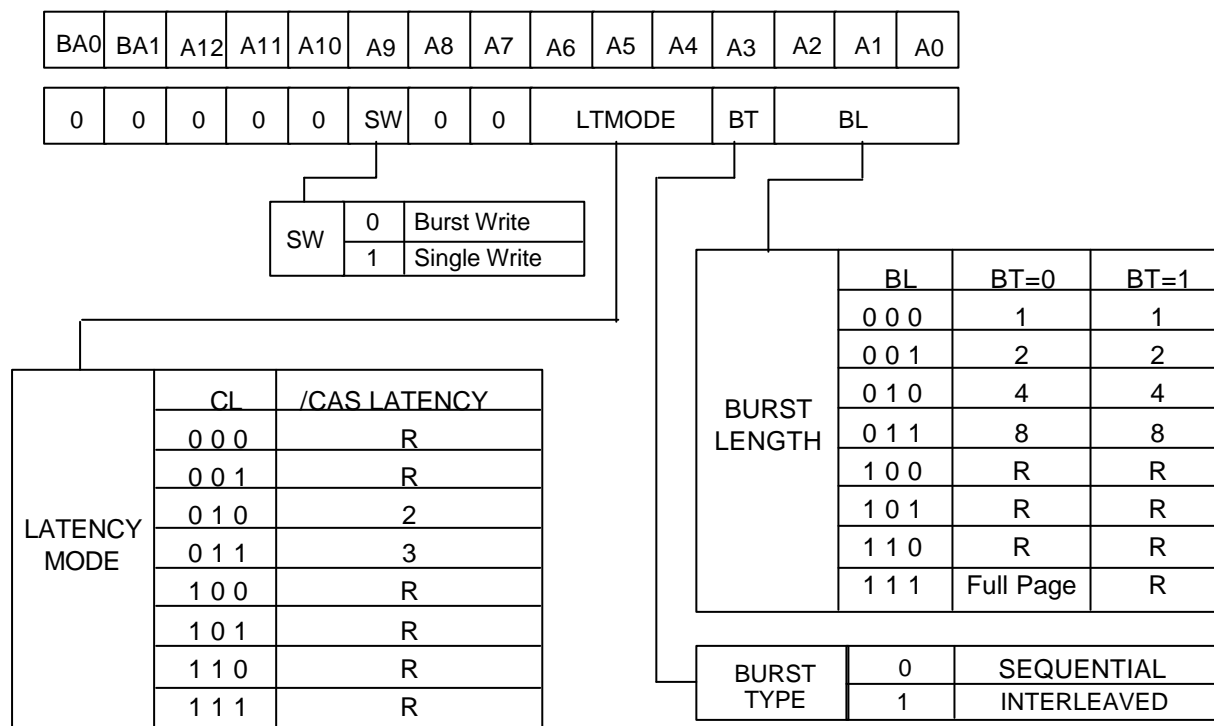 BA0 BA1 A12 A11 A10 A9 A8 A7 A6 A5 A4 A3 A2 A1 A0
0 0 0 0 0 SW 0 0 LTMODE BT BL
SW
0 Burst Write
1 Single Write
LATENCY
MODE
CL /CAS LATENCY
0 0 0 R
0 0 1 R
0 1 0 2
0 1 1 3
1 0 0 R
1 0 1 R
1 1 0 R
1 1 1 R
BURST
LENGTH
BL BT=0 BT=1
0 0 0 1 1
0 0 1 2 2
0 1 0 4 4
0 1 1 8 8
1 0 0 R R
1 0 1 R R
1 1 0 R R
1 1 1 Full Page R
BURST
TYPE
0 SEQUENTIAL
1 INTERLEAVED